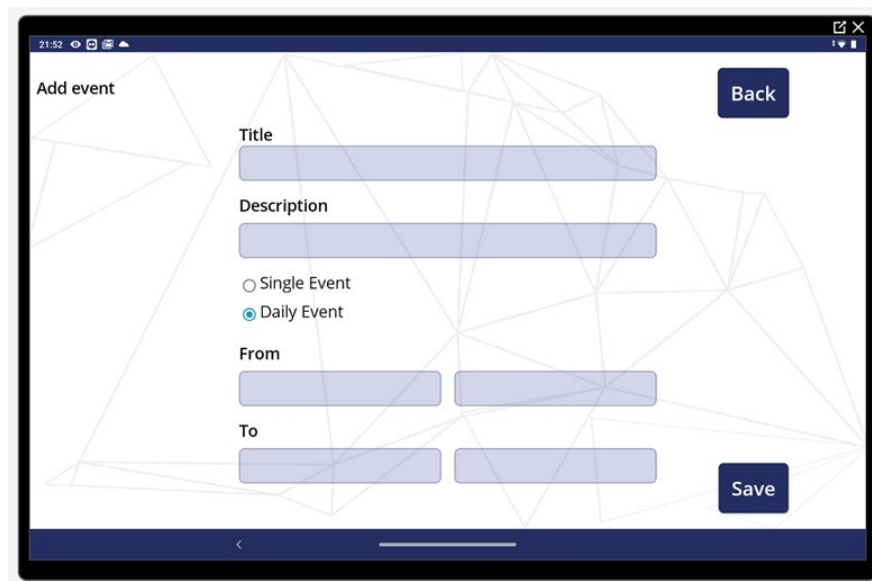 21:52
Add event
Back
Title
Description
Single Event
Daily Event
From
To
Save